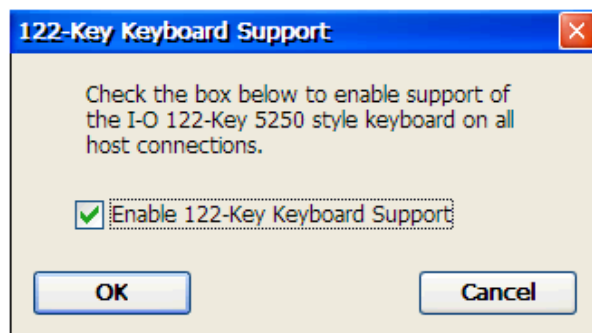 122-Key Keyboard Support
Check the box below to enable support of
the I-O 122-Key 5250 style keyboard on all
host connections.
Enable 122-Key Keyboard Support
OK Cancel